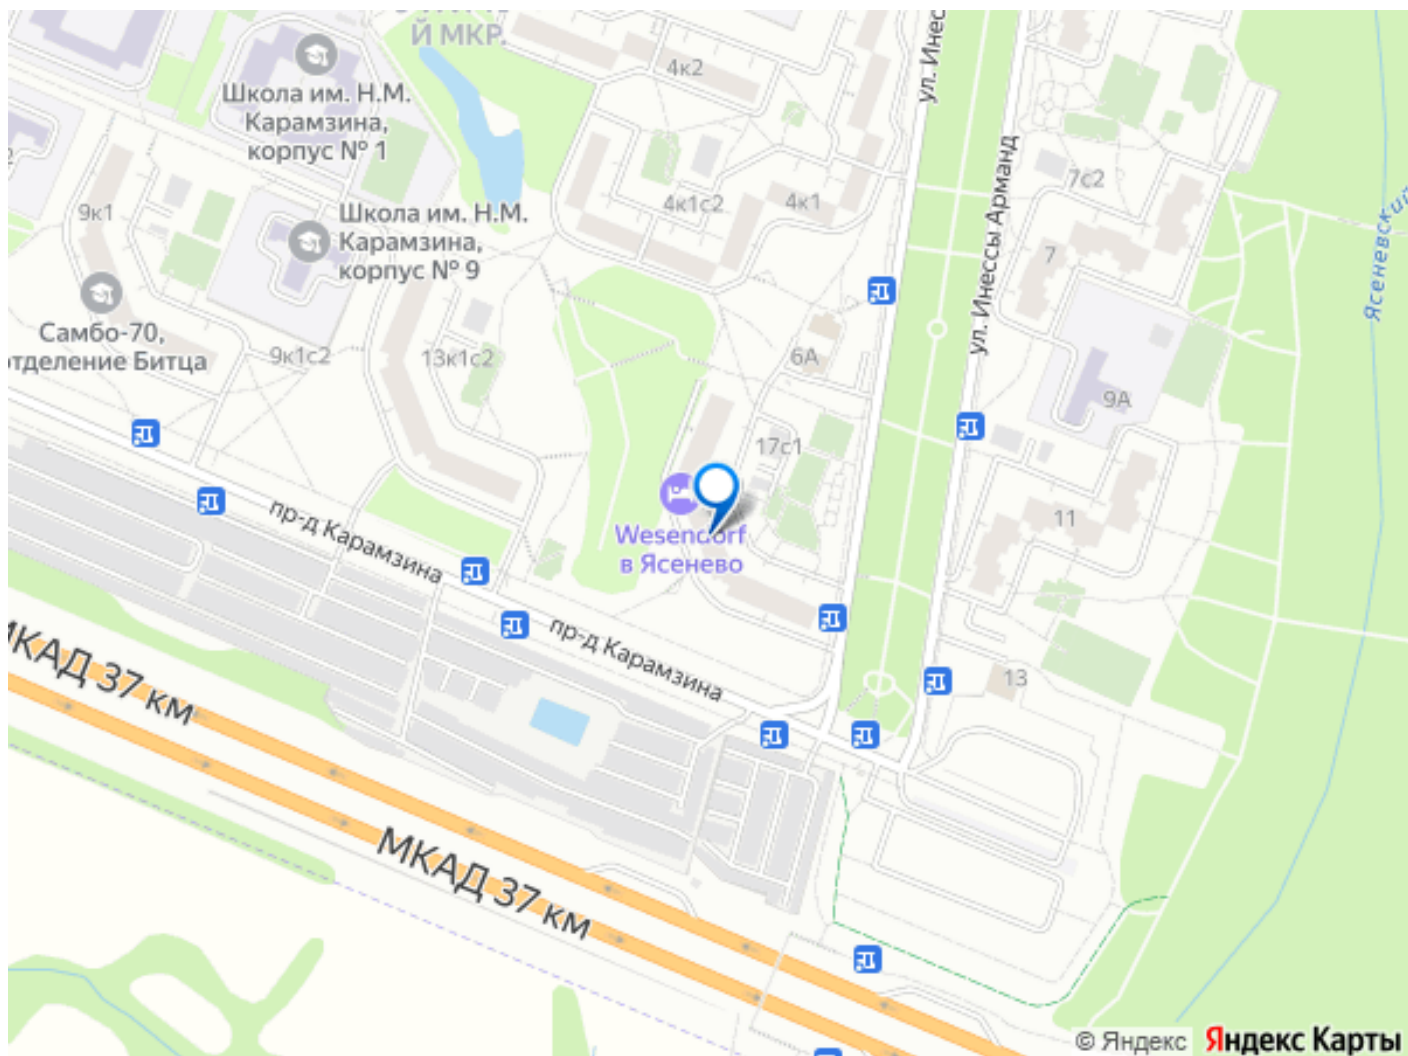 Й МКР.
4к2
ул. Инес
Школа им. Н.М.
Карамзина,
корпус № 1
ул. Инессы Арманд
7с2
Ясеневский
9к1
Школа им. Н.М.
Карамзина,
корпус № 9
4к1с2
4к1
7
Самбо-70,
отделение Битца
9к1с2
13к1с2
6А
9А
17с1
пр-д Карамзина
Wesendorf
в Ясенево
11
пр-д Карамзина
МКАД 37 км
13
МКАД 37 км
© Яндекс Яндекс Карты